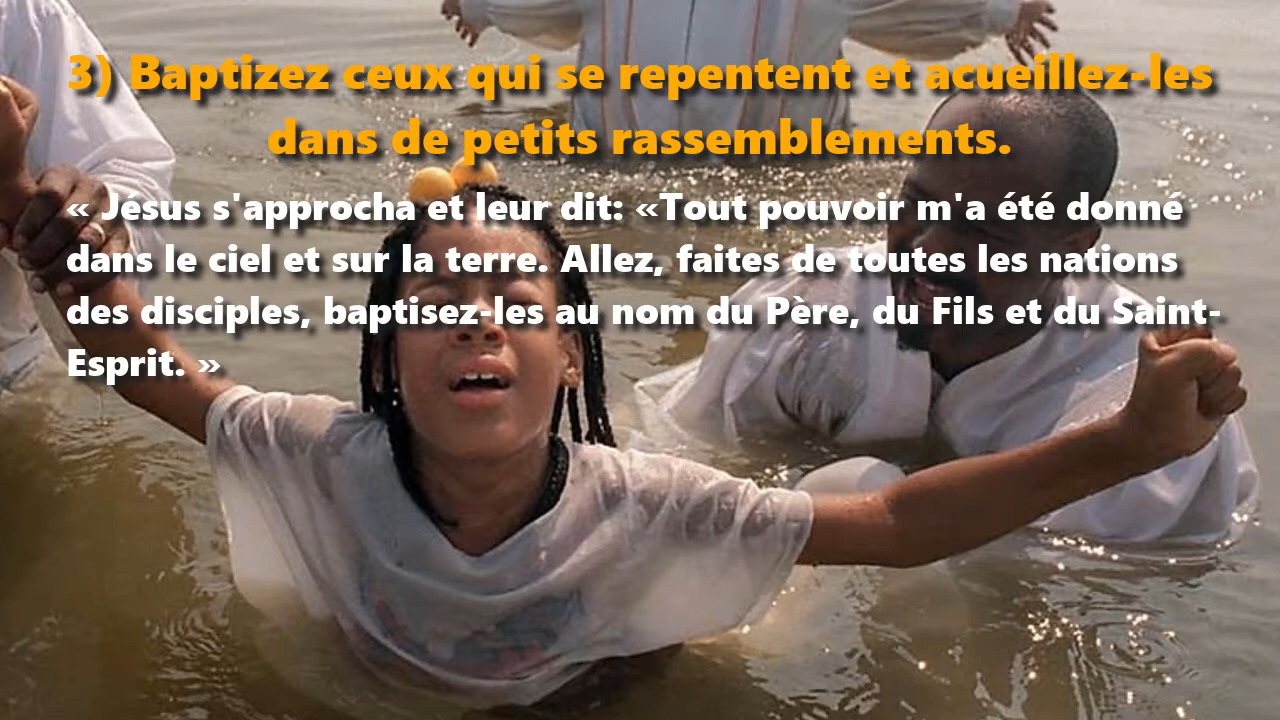 3) Baptizez ceux qui se repentent et acueillez-les
dans de petits rassemblements.
« Jésus s'approcha et leur dit: «Tout pouvoir m'a été donné
dans le ciel et sur la terre. Allez, faites de toutes les nations
des disciples, baptisez-les au nom du Père, du Fils et du Saint-
Esprit. »